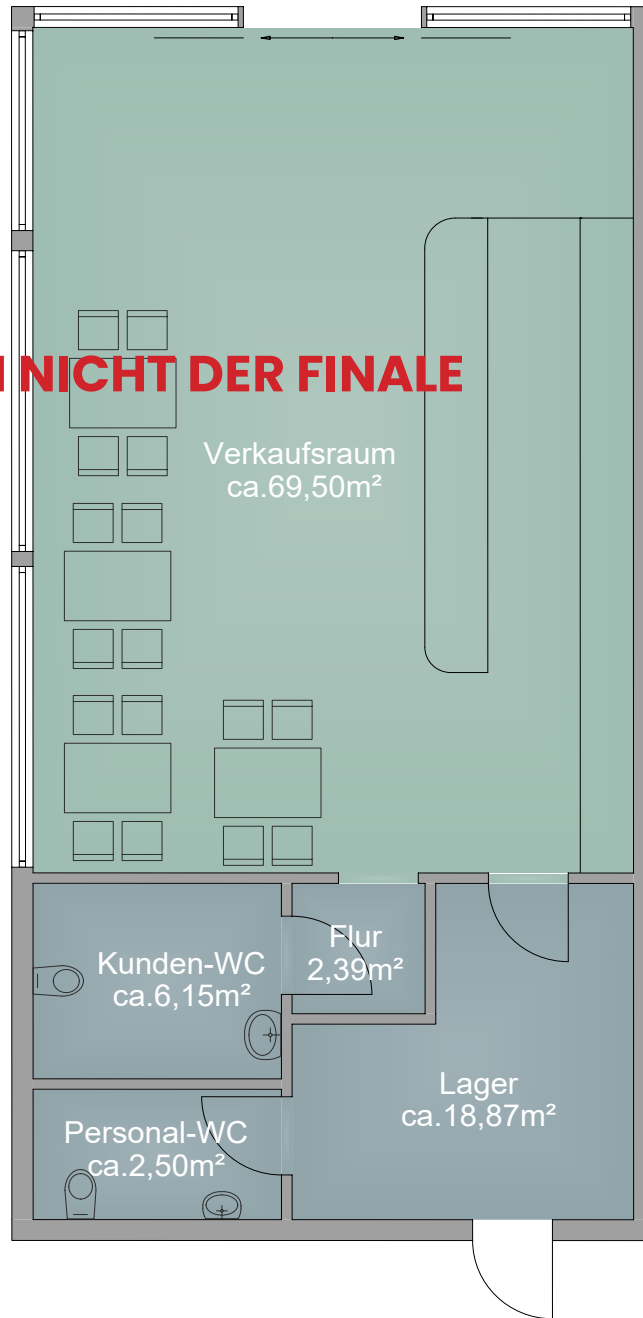 NICHT DER FINALE
Verkaufsraum
ca.69,50m²
Flur
2,39m²
Kunden-WC
ca.6,15m²
Lager
ca.18,87m²
Personal-WC
ca.2,50m²